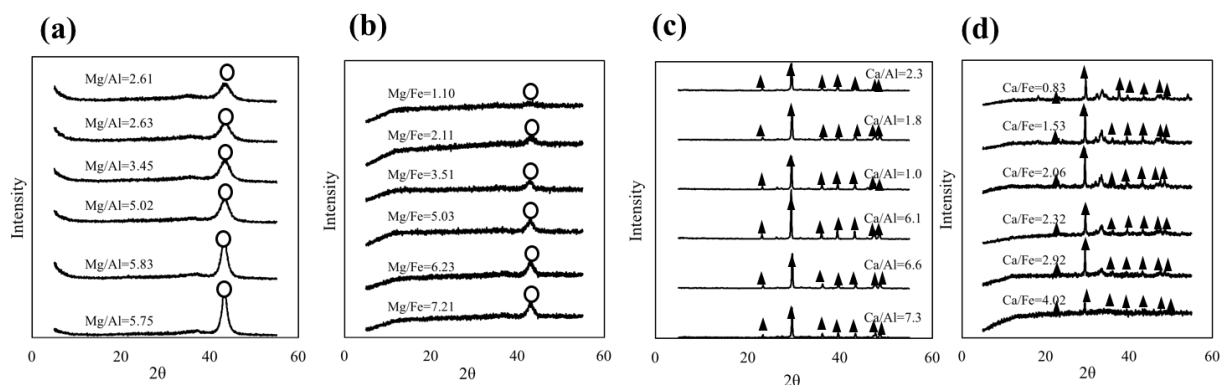 (a)
Mg/Al=2.61
Mg/Al=2.63
Mg/Al=3.45
Mg/Al=5.02
Mg/Al=5.83
Mg/Al=5.75
Intensity
0 20 40 60
2θ
(b)
Mg/Fe=1.10
Mg/Fe=2.11
Mg/Fe=3.51
Mg/Fe=5.03
Mg/Fe=6.23
Mg/Fe=7.21
Intensity
0 20 40 60
2θ
(c)
Ca/Al=2.3
Ca/Al=1.8
Ca/Al=1.0
Ca/Al=6.1
Ca/Al=6.6
Ca/Al=7.3
Intensity
0 20 40 60
2θ
(d)
Ca/Fe=0.83
Ca/Fe=1.53
Ca/Fe=2.06
Ca/Fe=2.32
Ca/Fe=2.92
Ca/Fe=4.02
Intensity
0 20 40 60
2θ